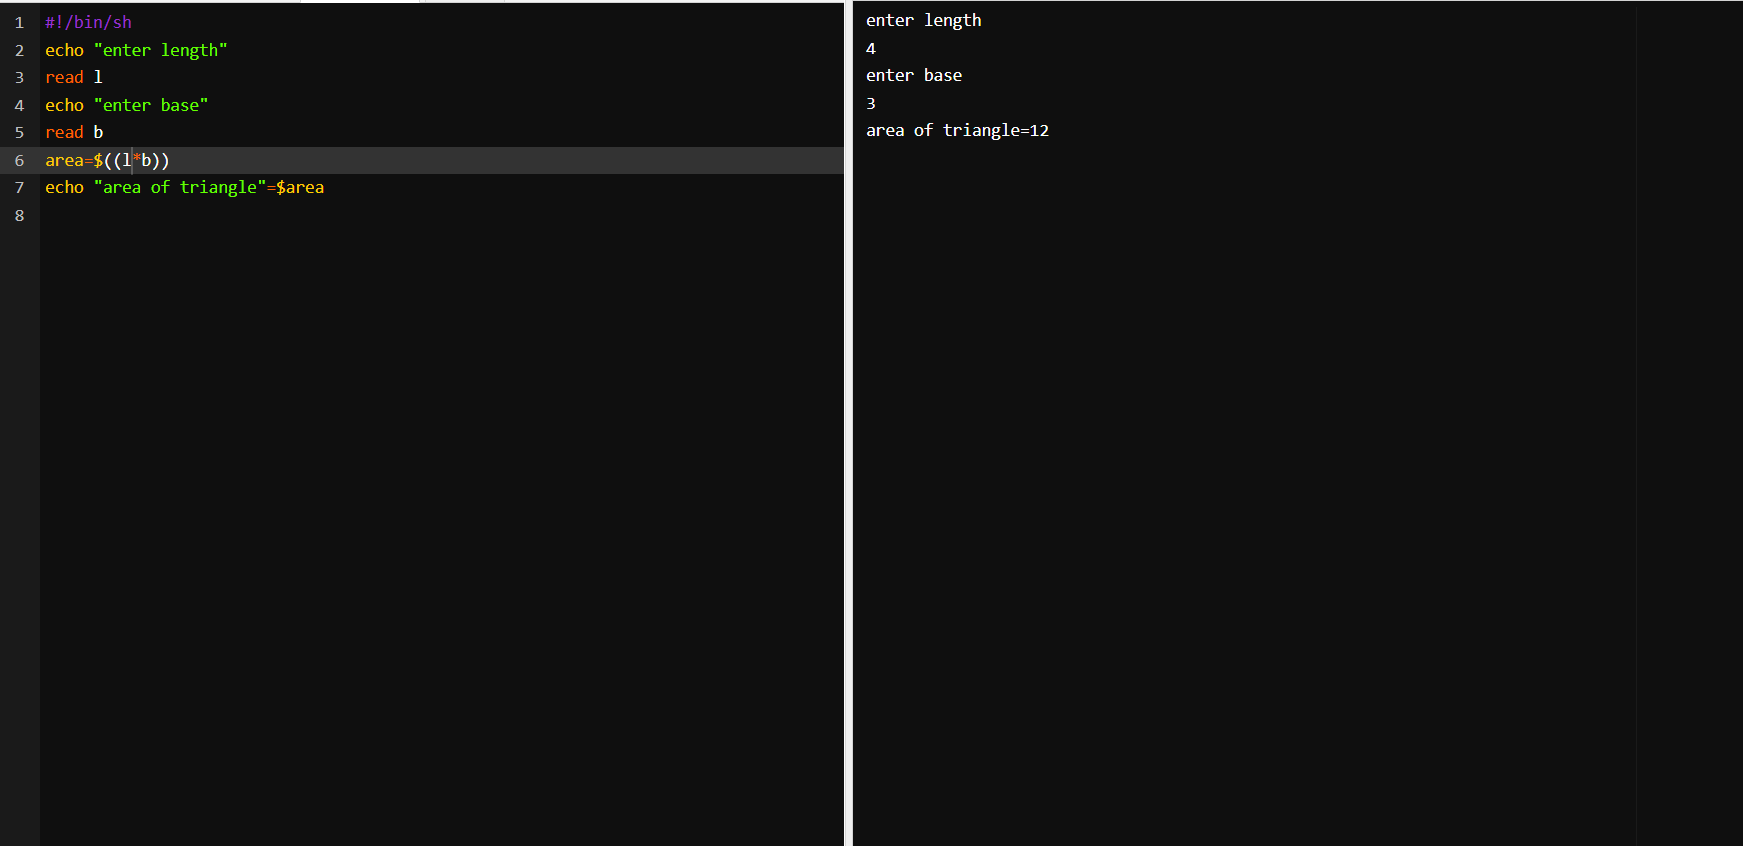 1 #!/bin/sh
2 echo "enter length"
3 read l
4 echo "enter base"
5 read b
6 area=$((l*b))
7 echo "area of triangle"=$area
8
enter length
4
enter base
3
area of triangle=12